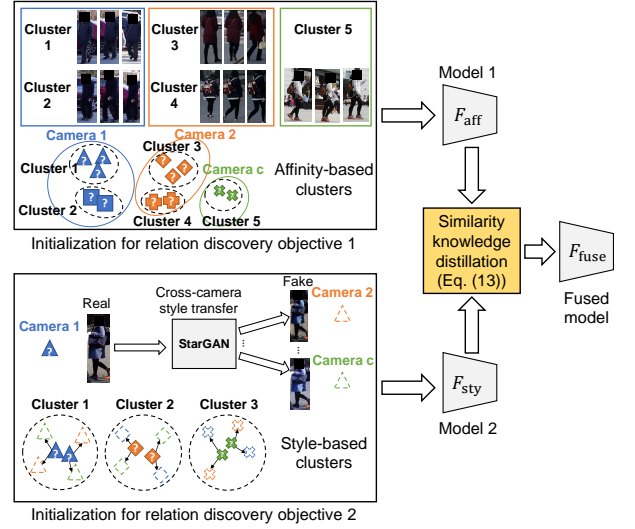 Cluster 1
Cluster 2
Cluster 3
Cluster 4
Cluster 5
Camera 1
Camera 2
Camera c
Cluster 1
Cluster 2
Cluster 3
Cluster 4
Cluster 5
? ? ?
? ?
? ? ?
? ?
Affinity-based
clusters
Initialization for relation discovery objective 1
Model 1
F_aff
Similarity
knowledge
distillation
(Eq. (13))
F_fuse
Fused
model
F_sty
Model 2
Real
Camera 1
?
Cross-camera
style transfer
StarGAN
Fake
Camera 2
...
...
Camera c
Cluster 1
Cluster 2
Cluster 3
? ?
? ?
Style-based
clusters
Initialization for relation discovery objective 2